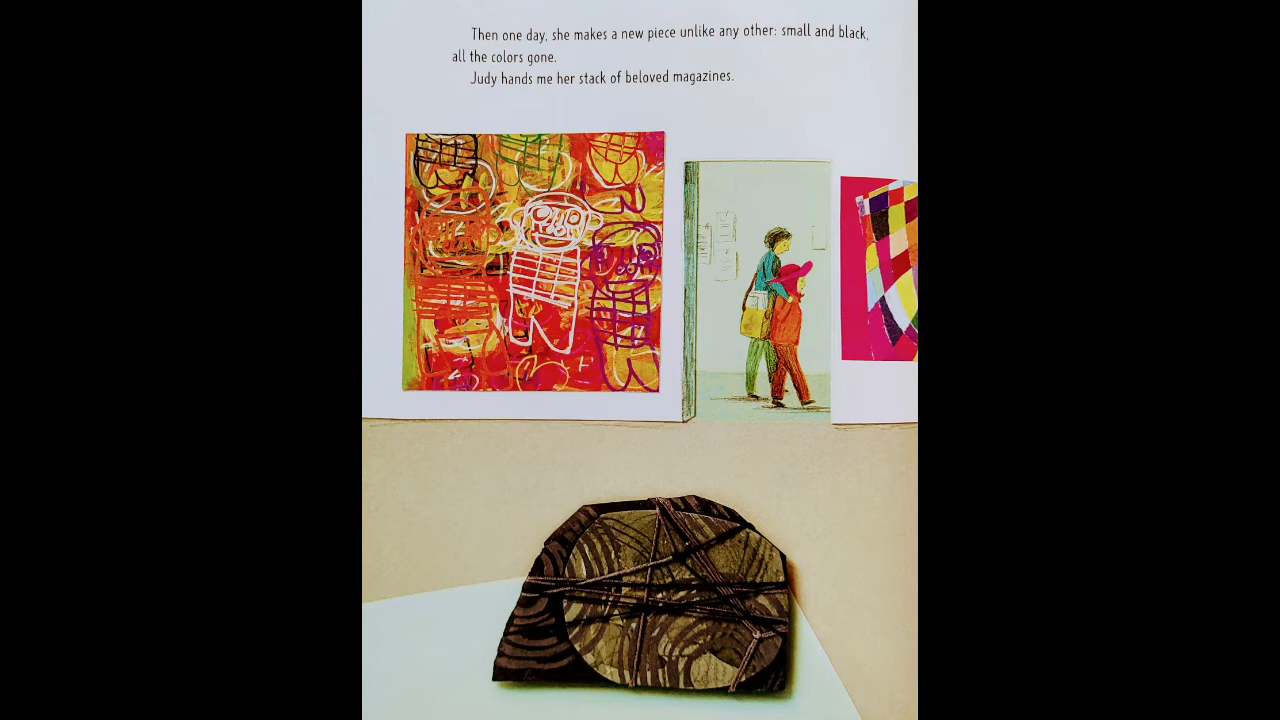 Then one day, she makes a new piece unlike any other: small and black,
all the colors gone.
Judy hands me her stack of beloved magazines.